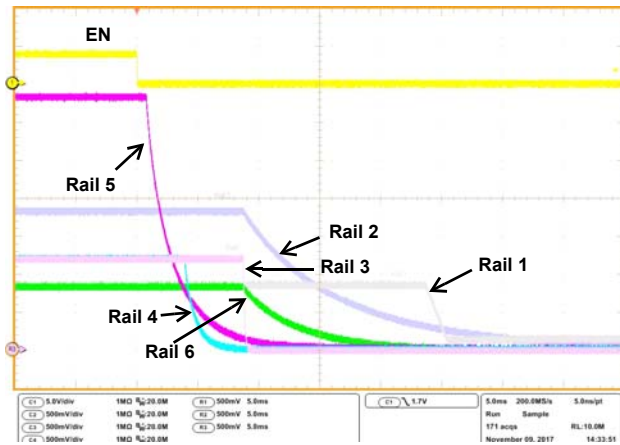 EN
Rail 5
Rail 2
Rail 3
Rail 1
Rail 4
Rail 6
C1 5.0V/div 1MΩ 20.0M R1 500mV 5.0ms C1 1.7V 5.0ms 200.0MS/s 5.0ns/pt
C2 500mV/div 1MΩ 20.0M R2 500mV 5.0ms Run Sample
C3 500mV/div 1MΩ 20.0M R3 500mV 5.0ms 171 acqs RL:10.0M
C4 500mV/div 1MΩ 20.0M November 09, 2017 14:33:51